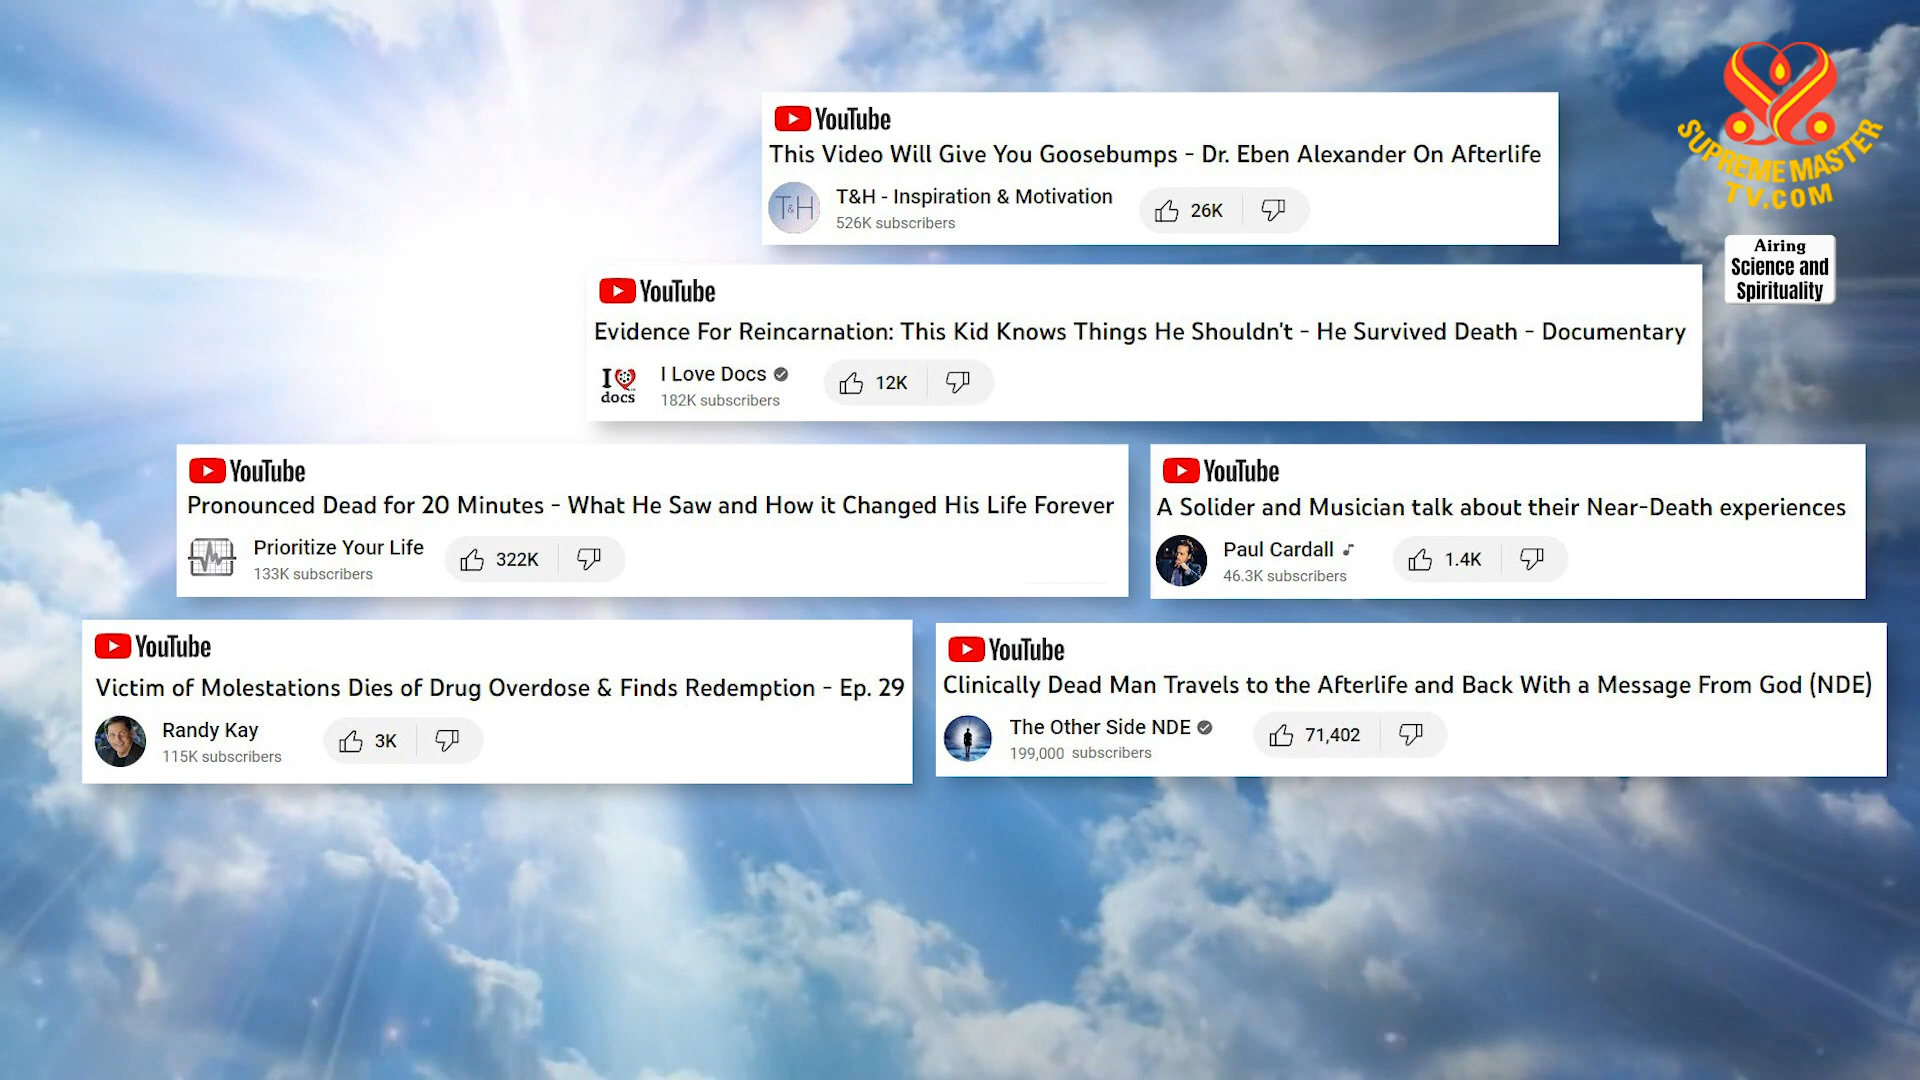 YouTube
This Video Will Give You Goosebumps - Dr. Eben Alexander On Afterlife
T&H
T&H - Inspiration & Motivation
526K subscribers
26K
SUPREME MASTER
TV.COM
Airing
Science and
Spirituality
YouTube
Evidence For Reincarnation: This Kid Knows Things He Shouldn't - He Survived Death - Documentary
I
docs
I Love Docs
182K subscribers
12K
YouTube
Pronounced Dead for 20 Minutes - What He Saw and How it Changed His Life Forever
Prioritize Your Life
133K subscribers
322K
YouTube
A Solider and Musician talk about their Near-Death experiences
Paul Cardall
46.3K subscribers
1.4K
YouTube
Victim of Molestations Dies of Drug Overdose & Finds Redemption - Ep. 29
Randy Kay
115K subscribers
3K
YouTube
Clinically Dead Man Travels to the Afterlife and Back With a Message From God (NDE)
The Other Side NDE
199,000 subscribers
71,402